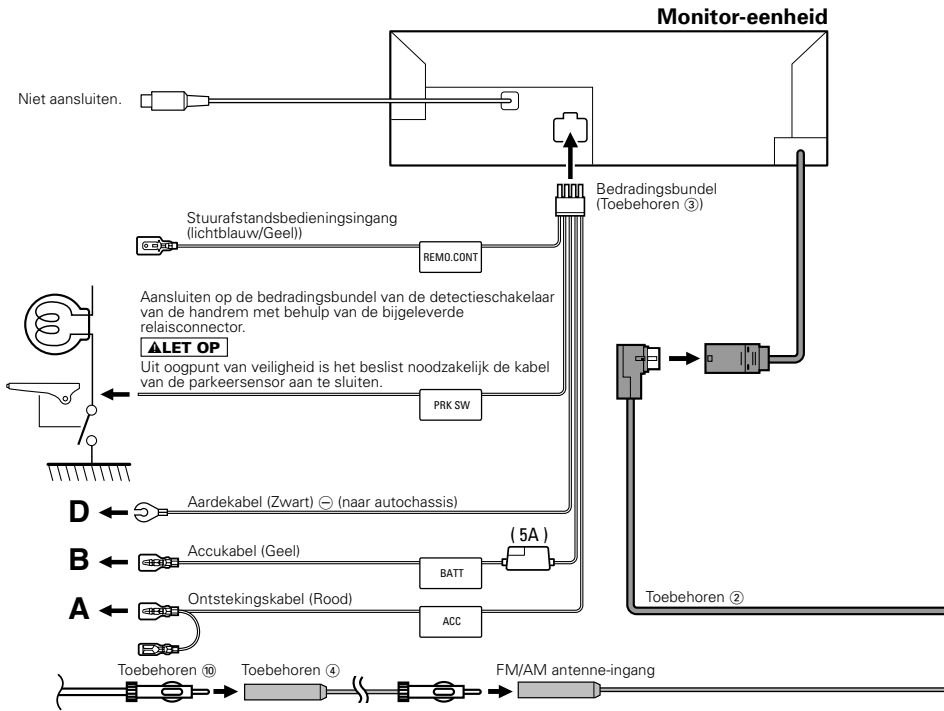 Monitor-eenheid
Niet aansluiten.
Bedradingsbundel
(Toebehoren ③)
Stuurafstandsbedieningsingang
(lichtblauw/Geel))
REMO.CONT
Aansluiten op de bedradingsbundel van de detectieschakelaar
van de handrem met behulp van de bijgeleverde
relaisconnector.
⚠LET OP
Uit oogpunt van veiligheid is het beslist noodzakelijk de kabel
van de parkeersensor aan te sluiten.
PRK SW
D
Aardekabel (Zwart) ⊖ (naar autochassis)
( 5A )
B
Accukabel (Geel)
BATT
A
Ontstekingskabel (Rood)
ACC
Toebehoren ②
Toebehoren ⑩
Toebehoren ④
FM/AM antenne-ingang